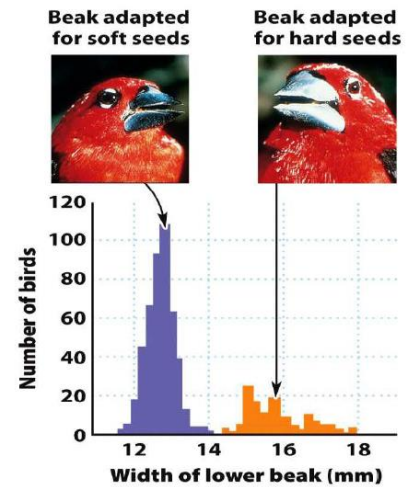 Beak adapted
for soft seeds
Beak adapted
for hard seeds
Number of birds
120
100
80
60
40
20
0
12
14
16
18
Width of lower beak (mm)